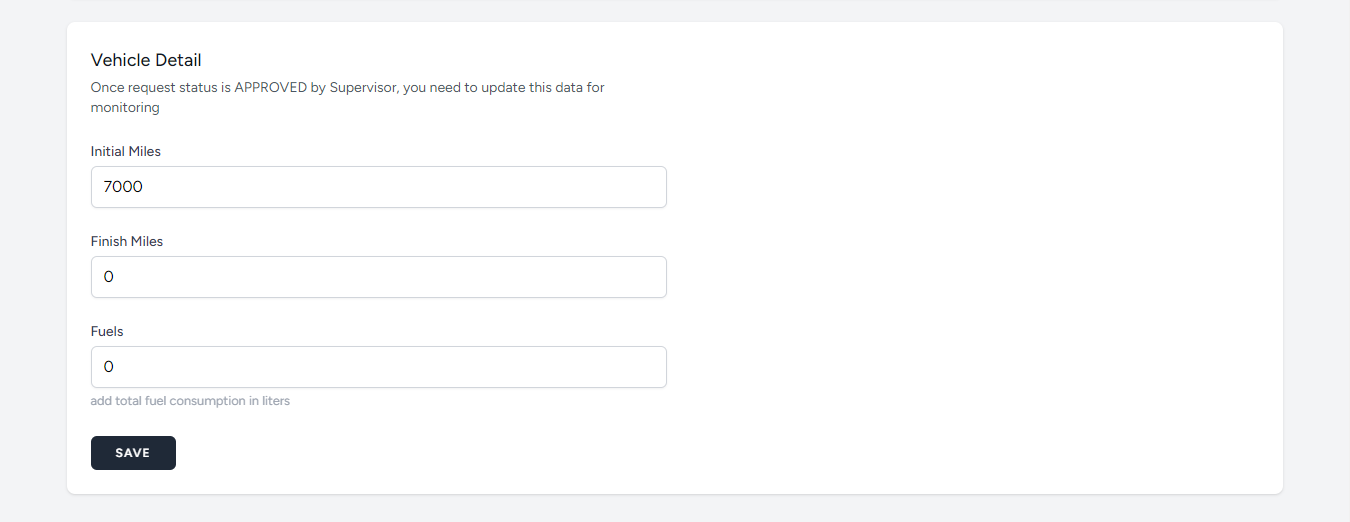 Vehicle Detail
Once request status is APPROVED by Supervisor, you need to update this data for
monitoring
Initial Miles
7000
Finish Miles
0
Fuels
0
add total fuel consumption in liters
SAVE